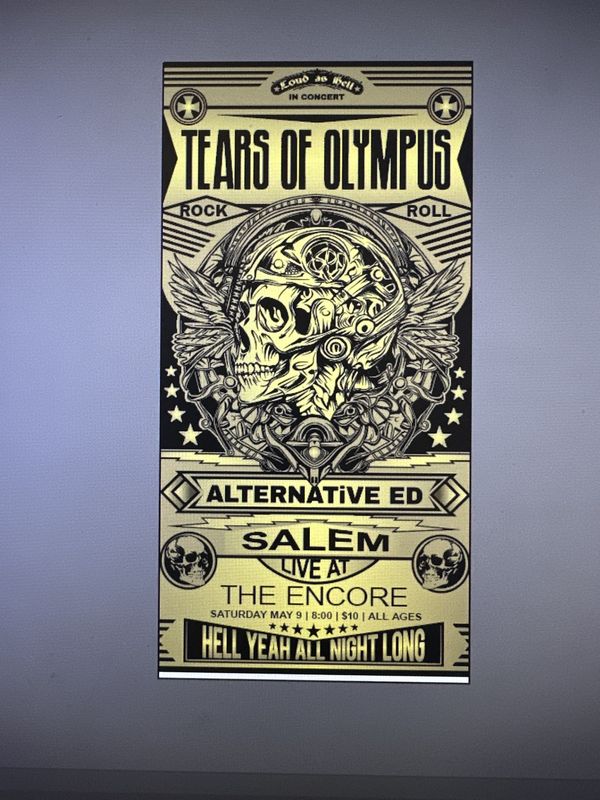 Loud as Hell
IN CONCERT
TEARS OF OLYMPUS
ROCK ROLL
ALTERNATiVE ED
SALEM
LIVE AT
THE ENCORE
SATURDAY MAY 9 | 8:00 | $10 | ALL AGES
HELL YEAH ALL NIGHT LONG